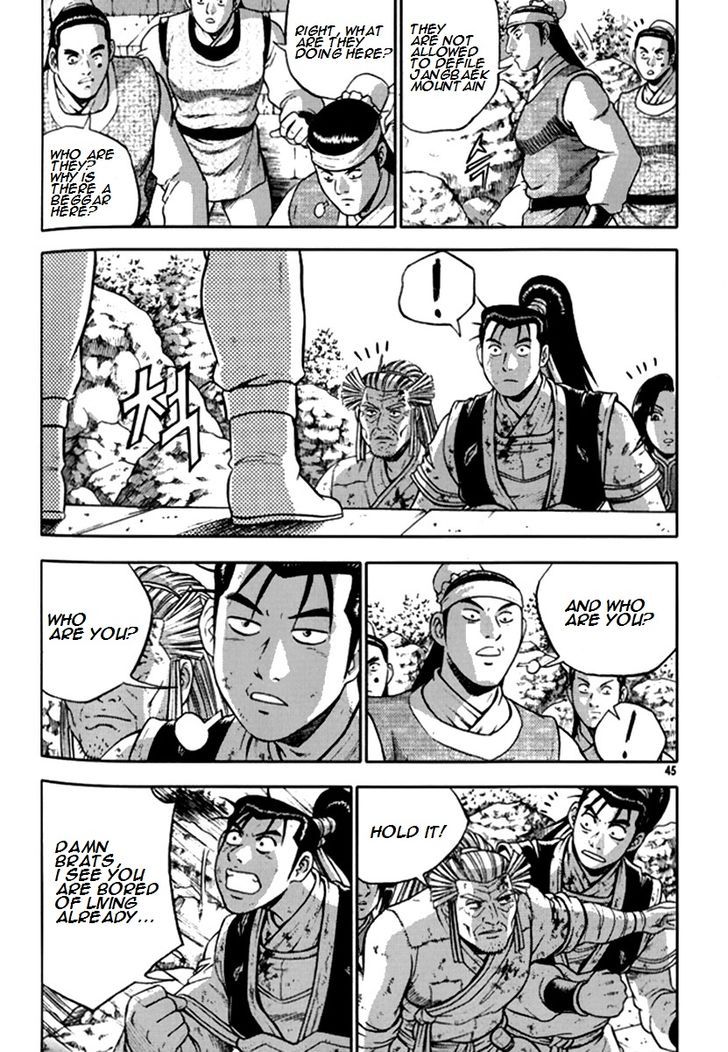 WHO ARE
THEY?
WHY IS
THERE A
BEGGAR
HERE?
RIGHT, WHAT
ARE THEY
DOING HERE?
THEY
ARE NOT
ALLOWED
TO DEFILE
JANGBAEK
MOUNTAIN
!
척
WHO
ARE YOU?
AND WHO
ARE YOU?
!
45
DAMN
BRATS,
I SEE YOU
ARE BORED
OF LIVING
ALREADY...
HOLD IT!